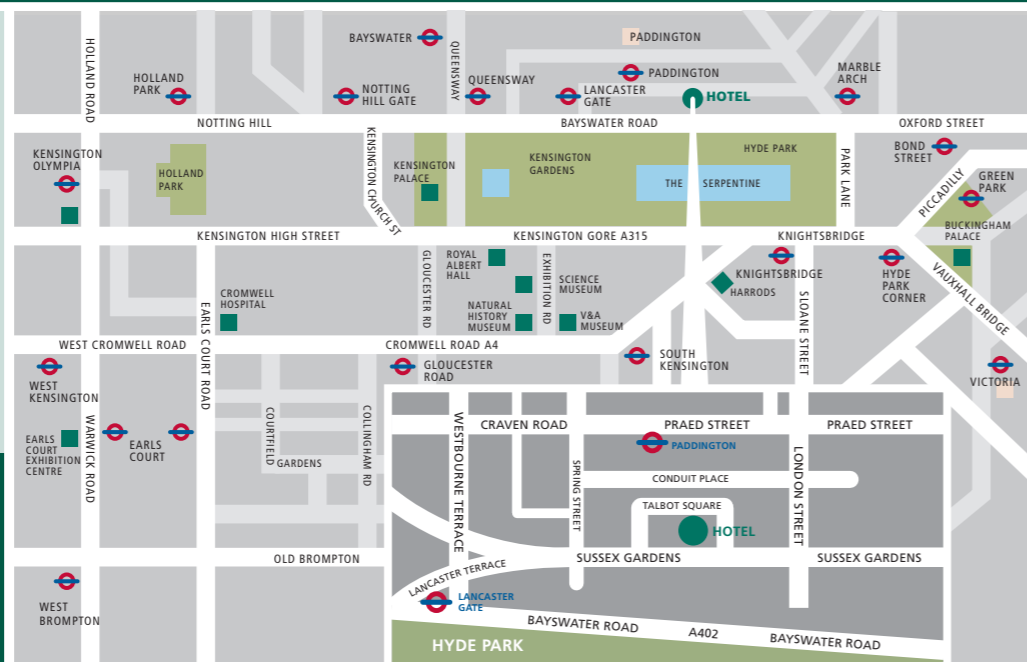 BAYSWATER
PADDINGTON
HOLLAND ROAD
HOLLAND
PARK
NOTTING
HILL GATE
QUEENSWAY
QUEENSWAY
LANCASTER
GATE
PADDINGTON
HOTEL
MARBLE
ARCH
NOTTING HILL
BAYSWATER ROAD
OXFORD STREET
KENSINGTON
OLYMPIA
HOLLAND
PARK
KENSINGTON CHURCH ST
KENSINGTON
PALACE
KENSINGTON
GARDENS
HYDE PARK
THE SERPENTINE
PARK LANE
BOND
STREET
PICCADILLY
GREEN
PARK
BUCKINGHAM
PALACE
KENSINGTON HIGH STREET
KENSINGTON GORE A315
KNIGHTSBRIDGE
GLOUCESTER RD
ROYAL
ALBERT
HALL
EXHIBITION RD
SCIENCE
MUSEUM
NATURAL
HISTORY
MUSEUM
V&A
MUSEUM
KNIGHTSBRIDGE
HARRODS
SLOANE STREET
HYDE
PARK
CORNER
VAUXHALL BRIDGE
CROMWELL
HOSPITAL
EARLS COURT ROAD
WEST CROMWELL ROAD
CROMWELL ROAD A4
WEST
KENSINGTON
GLOUCESTER
ROAD
SOUTH
KENSINGTON
VICTORIA
WARWICK ROAD
EARLS
COURT
EXHIBITION
CENTRE
EARLS
COURT
COURTFIELD
GARDENS
COLLINGHAM RD
WESTBOURNE TERRACE
CRAVEN ROAD
PRAED STREET
PRAED STREET
PADDINGTON
SPRING STREET
CONDUIT PLACE
LONDON STREET
TALBOT SQUARE
HOTEL
OLD BROMPTON
SUSSEX GARDENS
SUSSEX GARDENS
LANCASTER TERRACE
WEST
BROMPTON
LANCASTER
GATE
BAYSWATER ROAD
A402
BAYSWATER ROAD
HYDE PARK